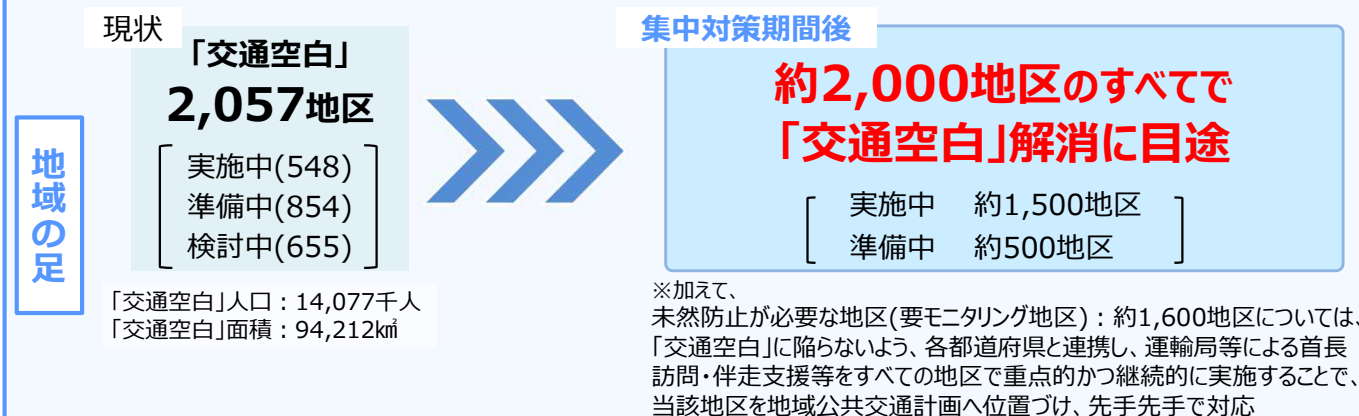 地域の足
現状
「交通空白」
2,057地区
実施中(548)
準備中(854)
検討中(655)
「交通空白」人口：14,077千人
「交通空白」面積：94,212㎢
集中対策期間後
約2,000地区のすべてで
「交通空白」解消に目途
実施中　約1,500地区
準備中　約500地区
※加えて、
未然防止が必要な地区(要モニタリング地区)：約1,600地区については、
「交通空白」に陥らないよう、各都道府県と連携し、運輸局等による首長
訪問・伴走支援等をすべての地区で重点的かつ継続的に実施することで、
当該地区を地域公共交通計画へ位置づけ、先手先手で対応